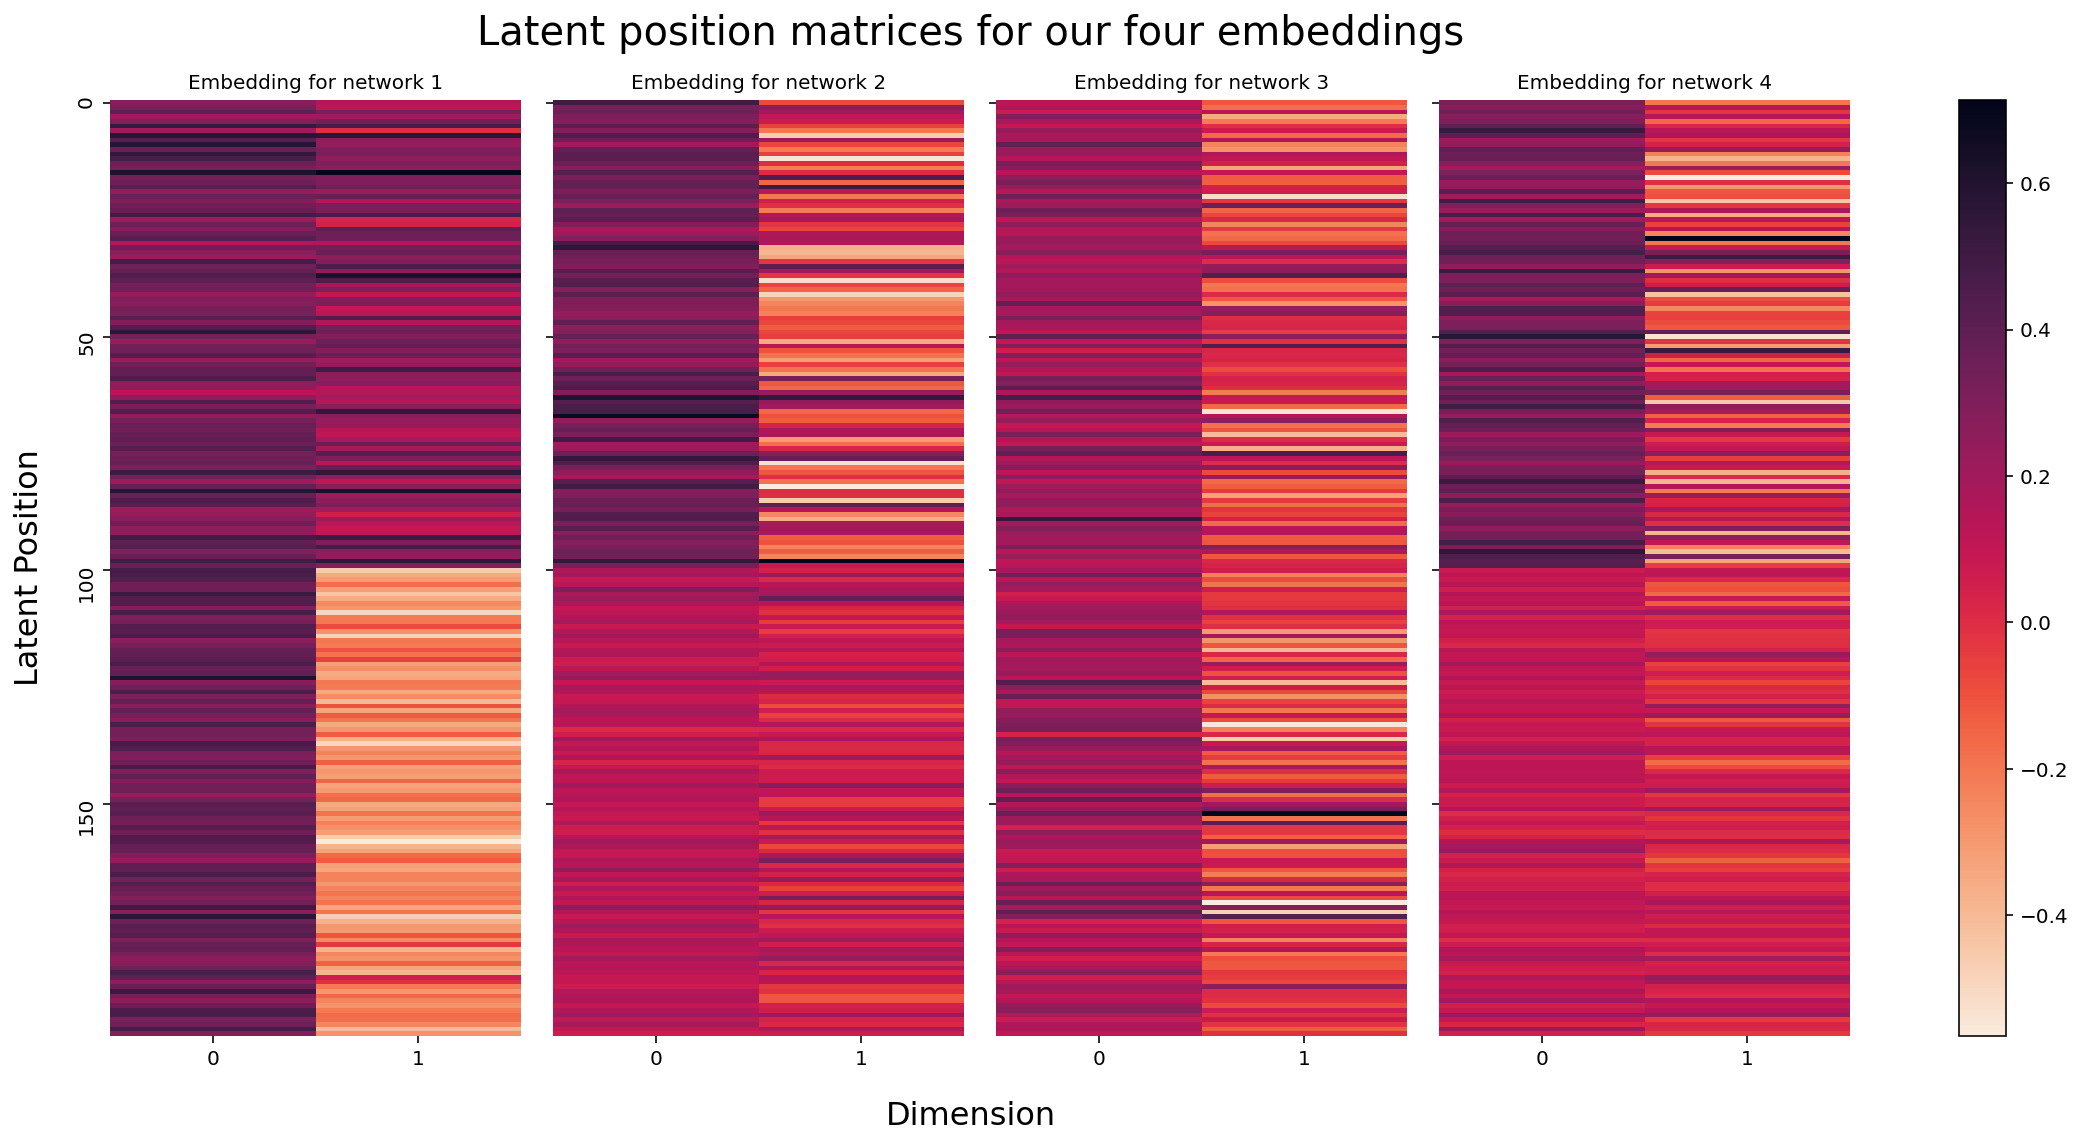 Latent position matrices for our four embeddings
Embedding for network 1
Embedding for network 2
Embedding for network 3
Embedding for network 4
Latent Position
0
50
100
150
0 1
0 1
0 1
0 1
Dimension
0.6
0.4
0.2
0.0
−0.2
−0.4